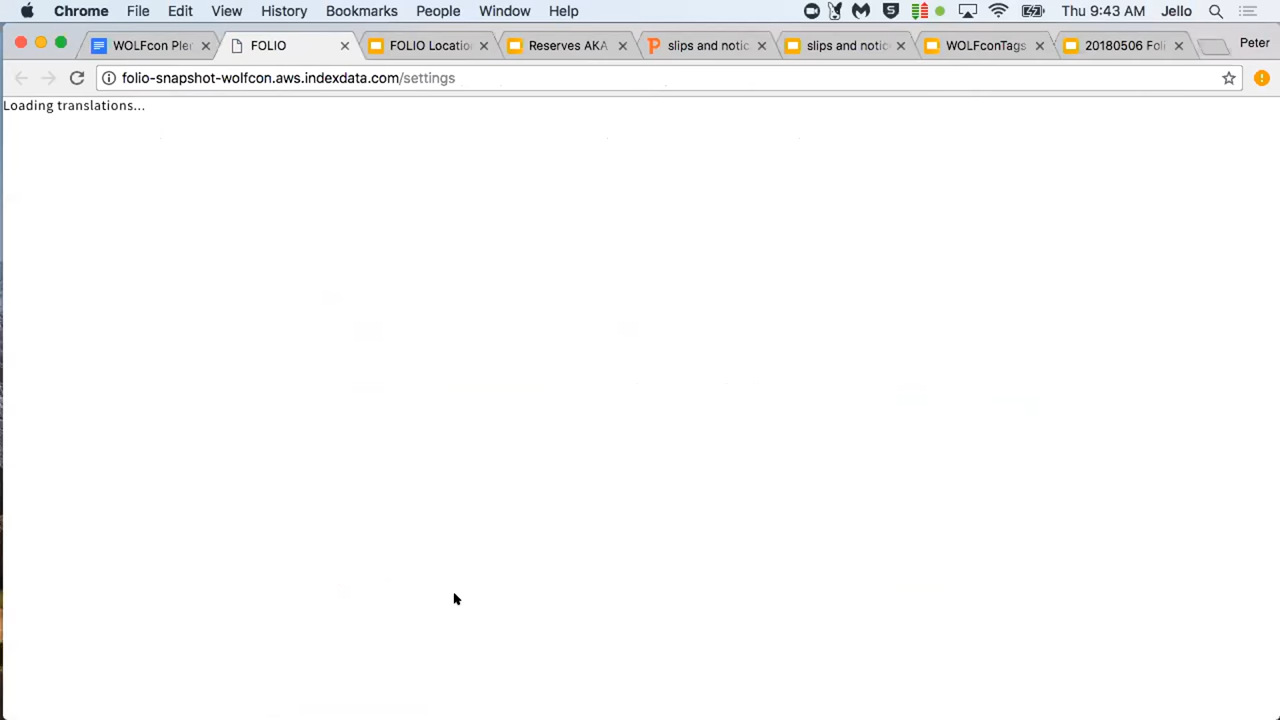 Chrome File Edit View History Bookmarks People Window Help Thu 9:43 AM Jello
WOLFcon Ple FOLIO FOLIO Locatio Reserves AKA slips and notic slips and notic WOLFconTags 20180506 Foli Peter
folio-snapshot-wolfcon.aws.indexdata.com/settings
Loading translations...